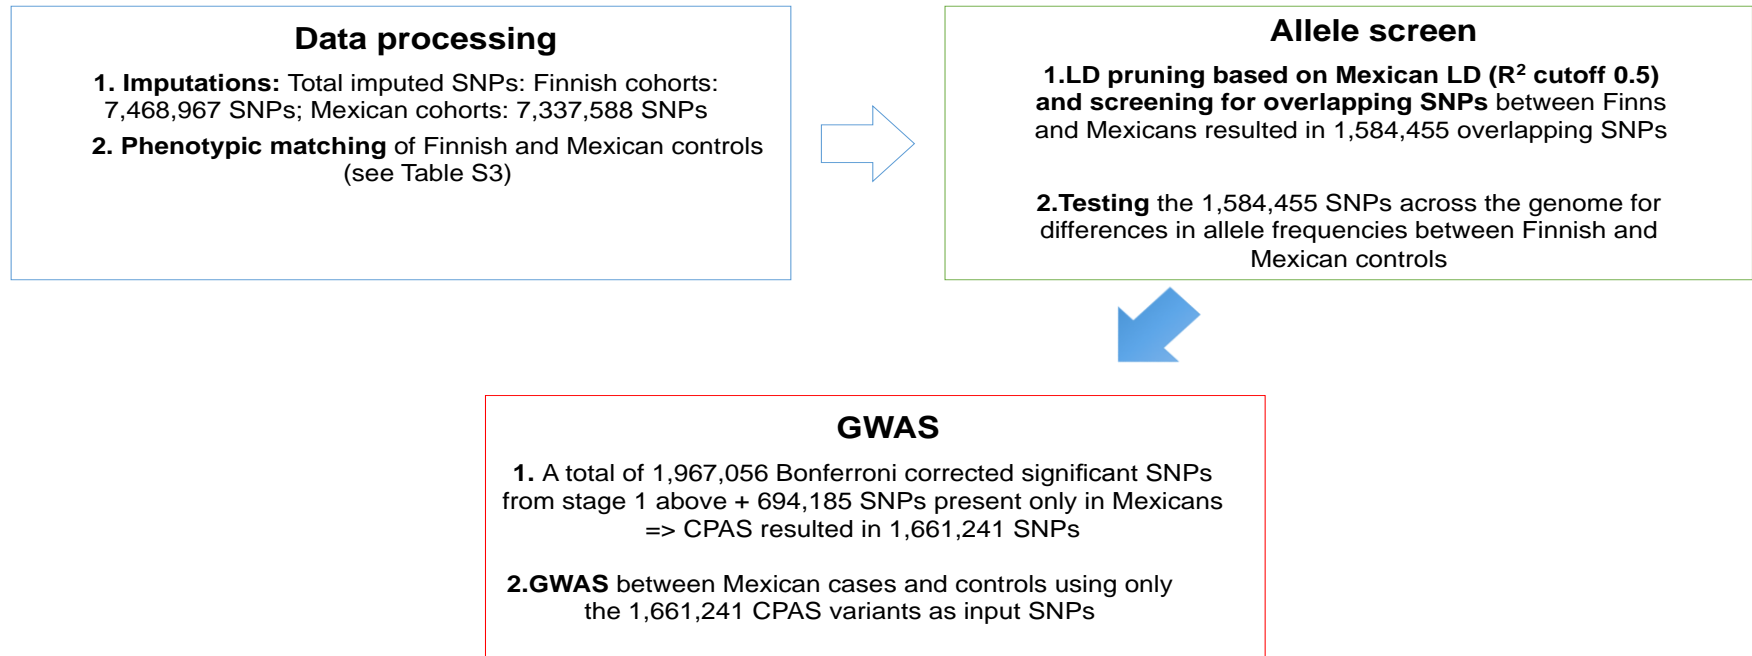 Data processing
1. Imputations: Total imputed SNPs: Finnish cohorts:
7,468,967 SNPs; Mexican cohorts: 7,337,588 SNPs
2. Phenotypic matching of Finnish and Mexican controls
(see Table S3)
Allele screen
1.LD pruning based on Mexican LD (R² cutoff 0.5)
and screening for overlapping SNPs between Finns
and Mexicans resulted in 1,584,455 overlapping SNPs
2.Testing the 1,584,455 SNPs across the genome for
differences in allele frequencies between Finnish and
Mexican controls
GWAS
1. A total of 1,967,056 Bonferroni corrected significant SNPs
from stage 1 above + 694,185 SNPs present only in Mexicans
=> CPAS resulted in 1,661,241 SNPs
2.GWAS between Mexican cases and controls using only
the 1,661,241 CPAS variants as input SNPs